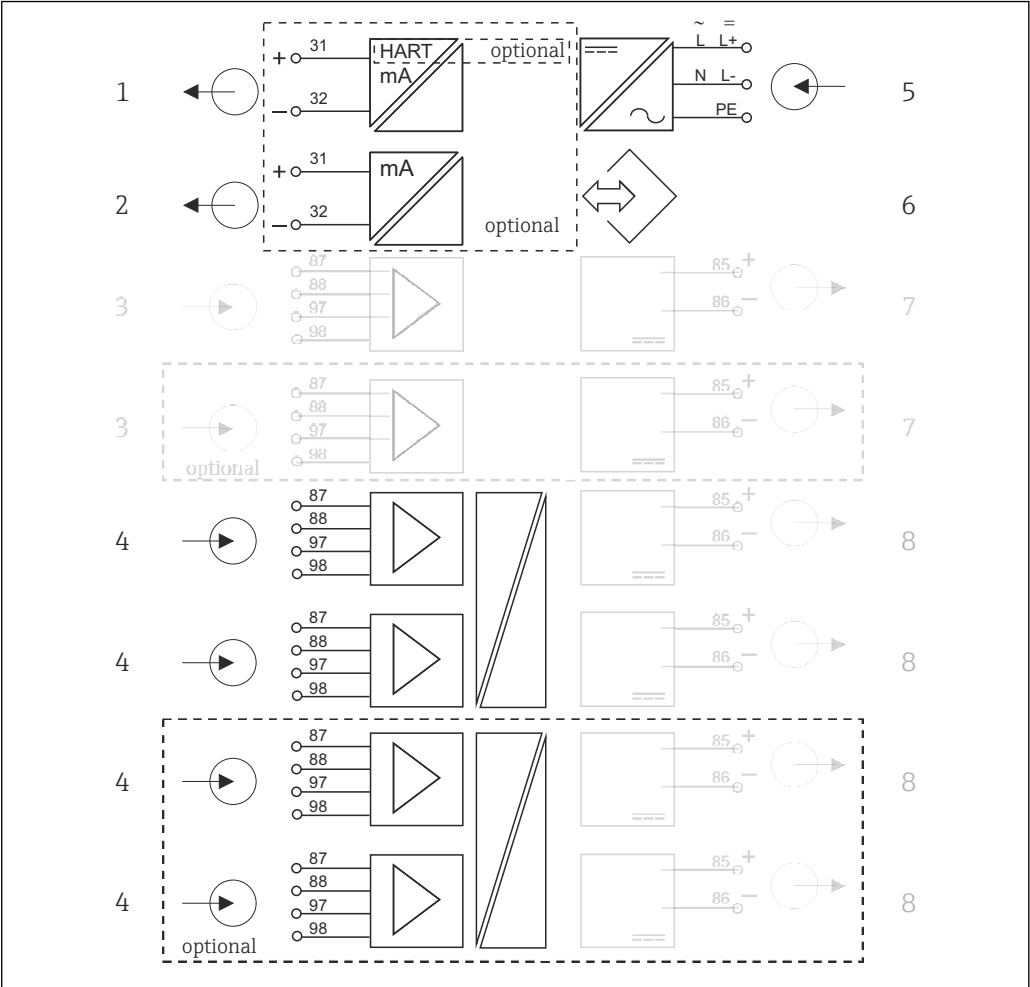 ~ =
31 HART optional L L+
+ mA
1 N L- 5
32 PE
−
31
+ mA
2 6
32
− optional
87 85 +
88
3 97 86 − 7
98
87 85 +
88
3 97 86 − 7
98
optional
87 85 +
88
4 97 86 − 8
98
87 85 +
88
4 97 86 − 8
98
87 85 +
88
4 97 86 − 8
98
87 85 +
88
4 97 86 − 8
98
optional